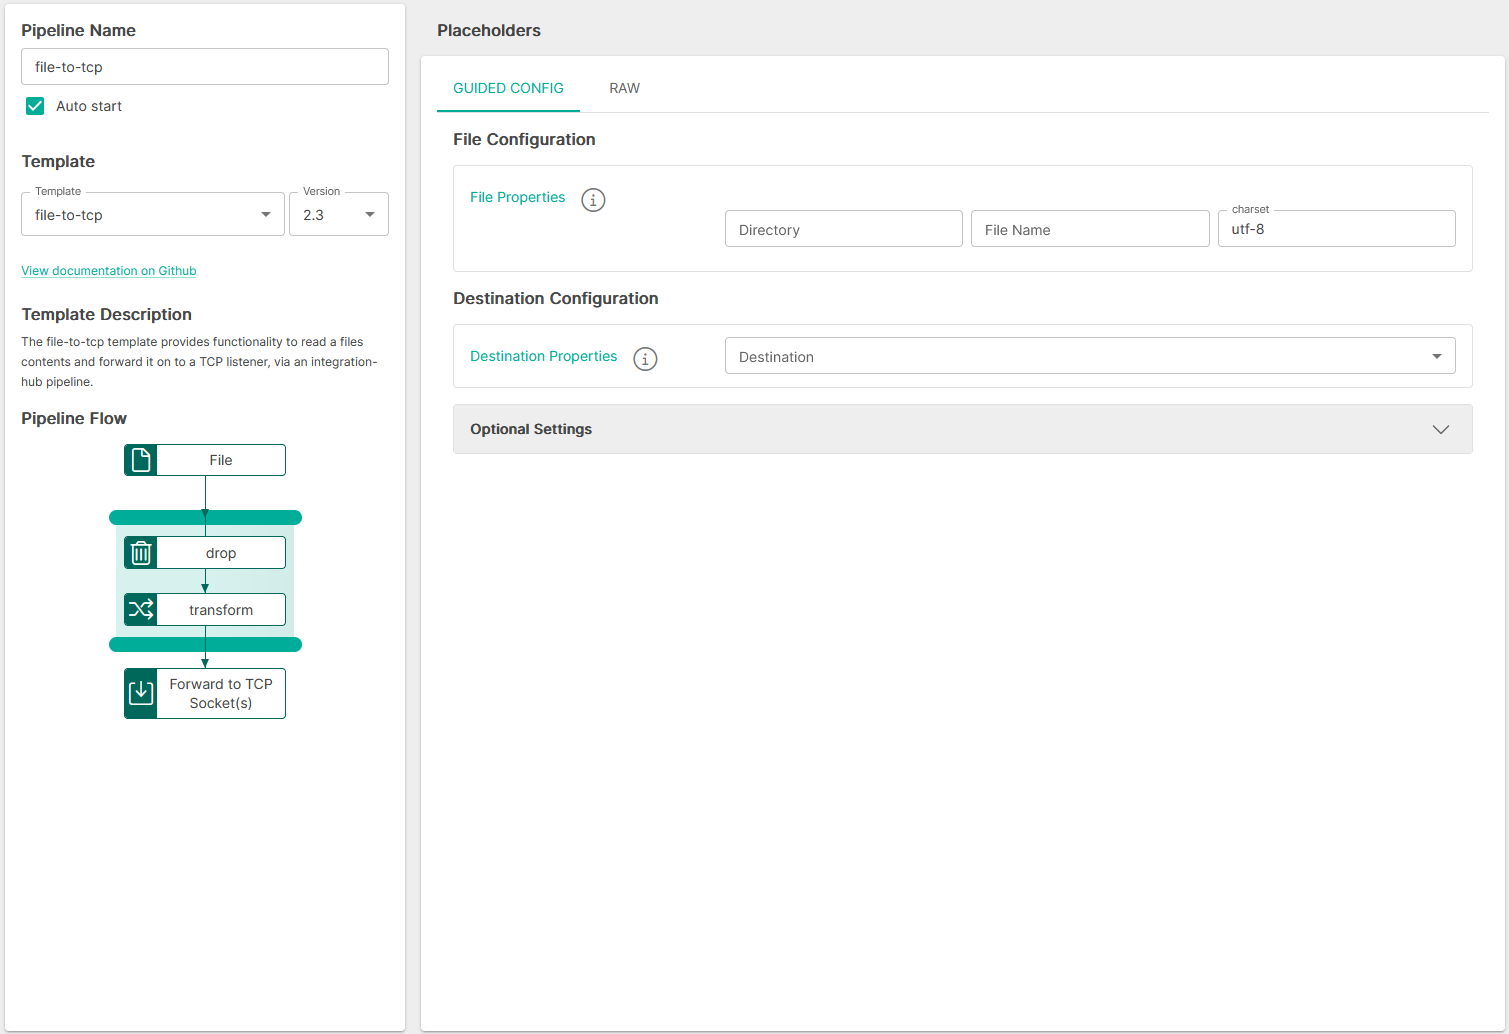 Pipeline Name
file-to-tcp
Auto start
Template
Template
file-to-tcp
Version
2.3
View documentation on Github
Template Description
The file-to-tcp template provides functionality to read a files
contents and forward it on to a TCP listener, via an integration-
hub pipeline.
Pipeline Flow
File
drop
transform
Forward to TCP
Socket(s)
Placeholders
GUIDED CONFIG
RAW
File Configuration
File Properties
Directory
File Name
charset
utf-8
Destination Configuration
Destination Properties
Destination
Optional Settings